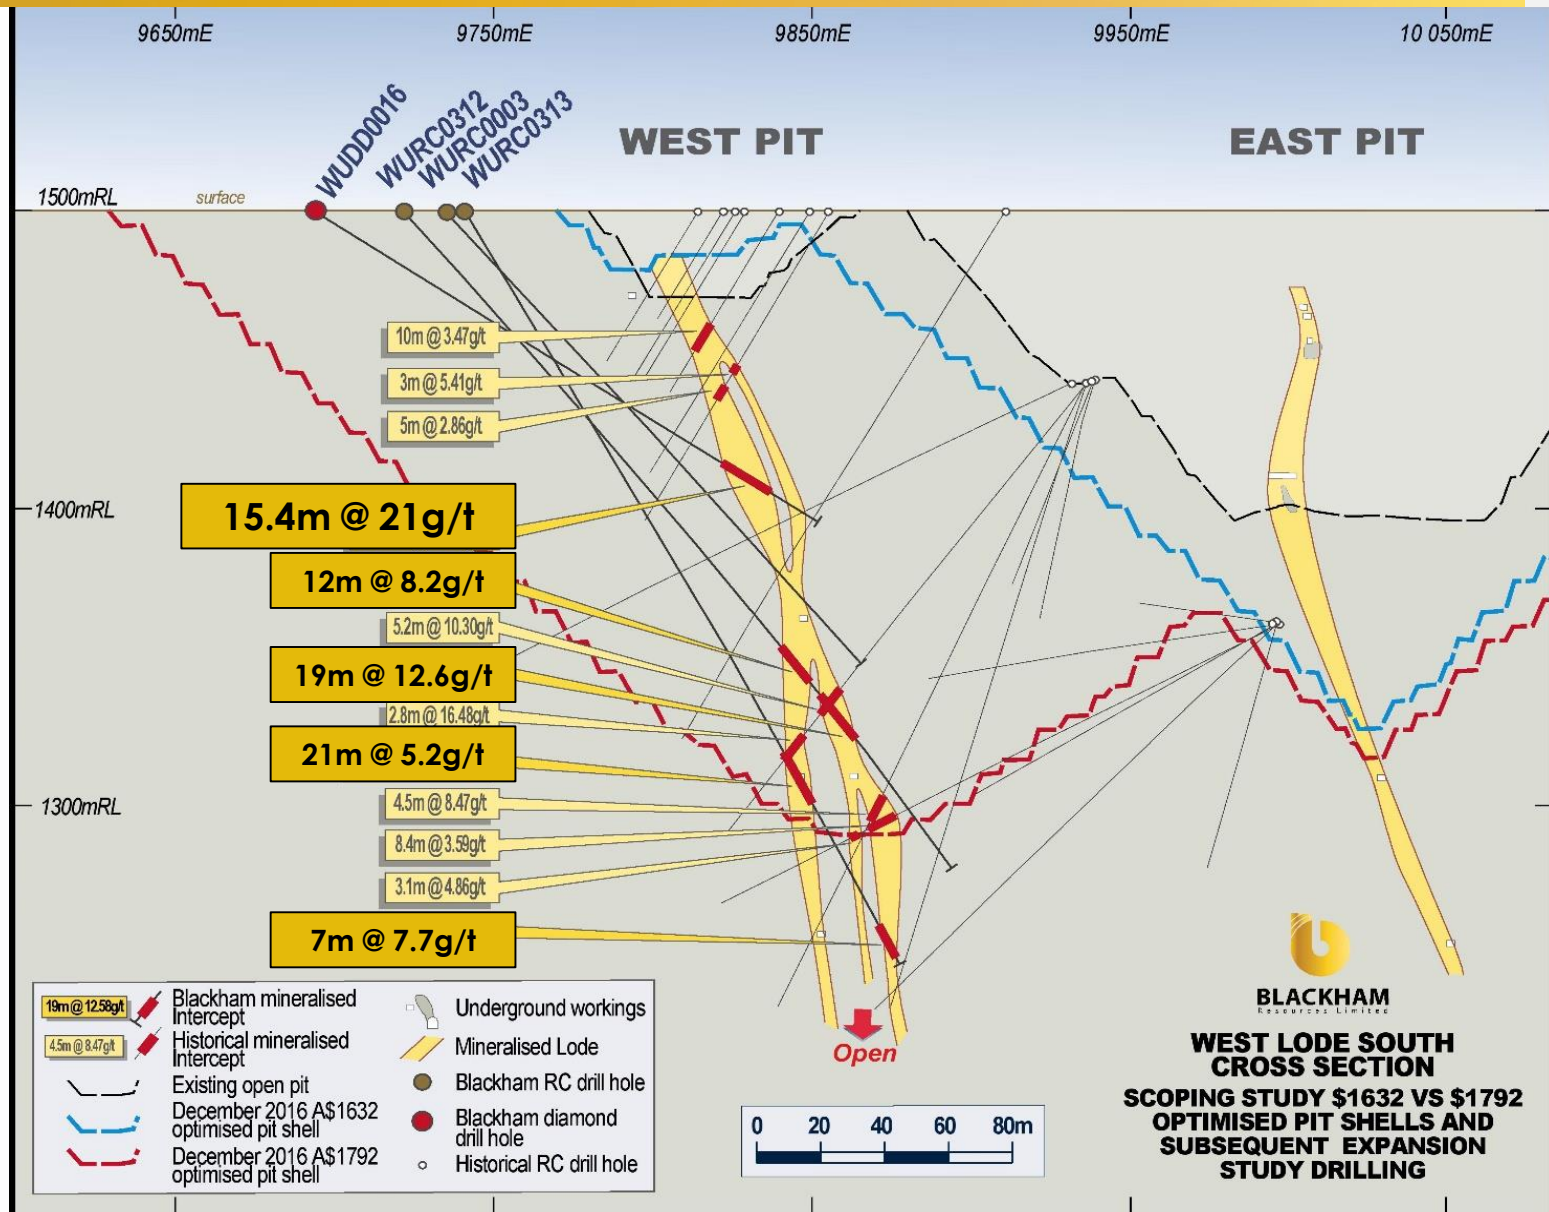 9650mE
9750mE
9850mE
9950mE
10 050mE
WUDD0016
WURC0312
WURC0003
WURC0313
WEST PIT
EAST PIT
1500mRL
surface
10m @ 3.47g/t
3m @ 5.41g/t
5m @ 2.86g/t
1400mRL
15.4m @ 21g/t
12m @ 8.2g/t
5.2m @ 10.30g/t
19m @ 12.6g/t
2.8m @ 16.48g/t
21m @ 5.2g/t
1300mRL
4.5m @ 8.47g/t
8.4m @ 3.59g/t
3.1m @ 4.86g/t
7m @ 7.7g/t
Open
19m @ 12.58g/t
Blackham mineralised
Intercept
4.5m @ 8.47g/t
Historical mineralised
Intercept
Existing open pit
December 2016 A$1632
optimised pit shell
December 2016 A$1792
optimised pit shell
Underground workings
Mineralised Lode
Blackham RC drill hole
Blackham diamond
drill hole
Historical RC drill hole
0 20 40 60 80m
BLACKHAM
Resources Limited
WEST LODE SOUTH
CROSS SECTION
SCOPING STUDY $1632 VS $1792
OPTIMISED PIT SHELLS AND
SUBSEQUENT EXPANSION
STUDY DRILLING